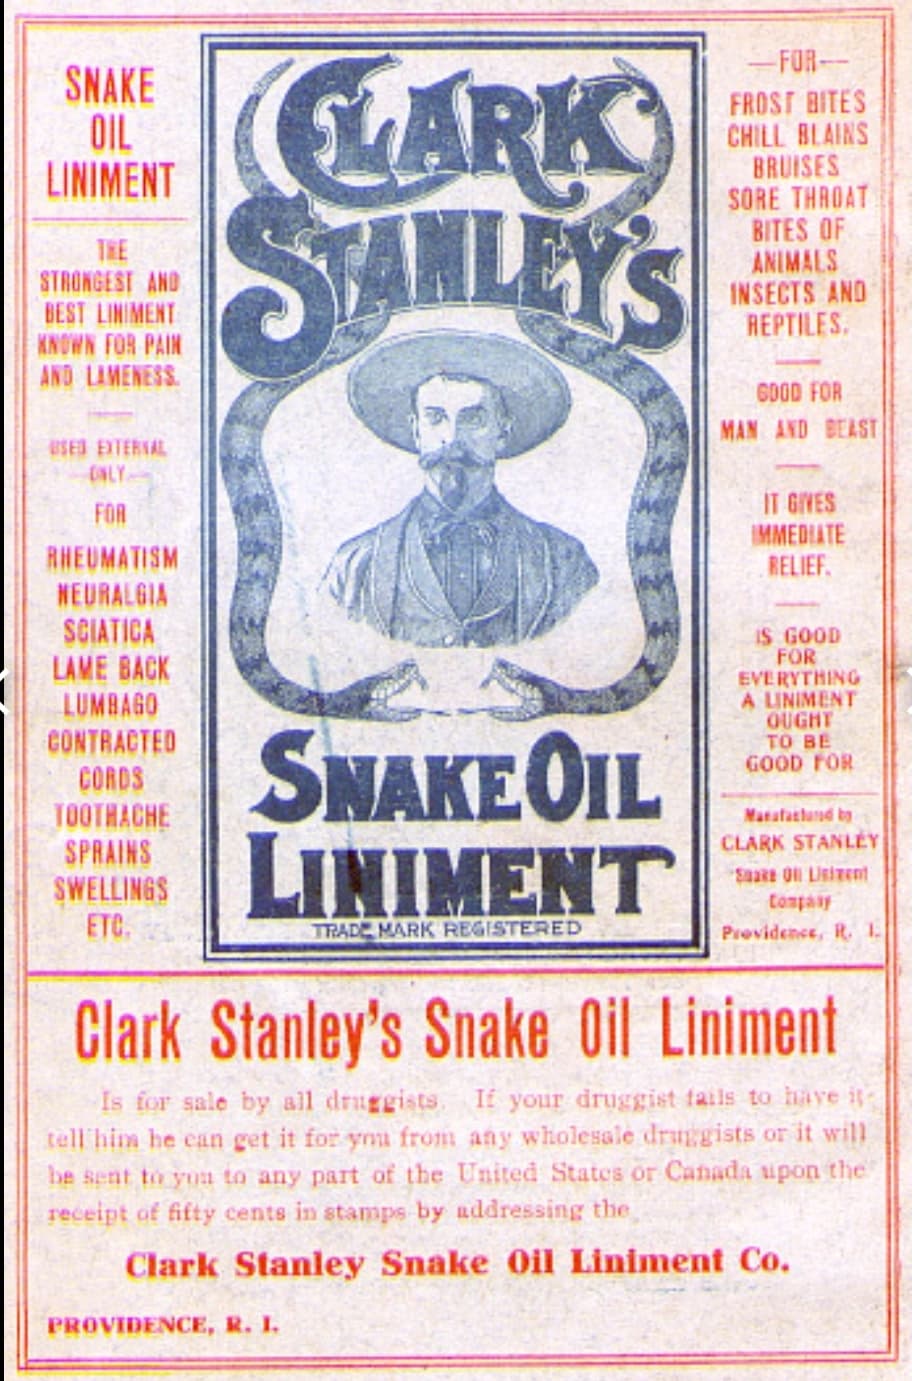 SNAKE
OIL
LINIMENT
THE
STRONGEST AND
BEST LINIMENT
KNOWN FOR PAIN
AND LAMENESS.
USED EXTERNAL
ONLY
FOR
RHEUMATISM
NEURALGIA
SCIATICA
LAME BACK
LUMBAGO
CONTRACTED
CORDS
TOOTHACHE
SPRAINS
SWELLINGS
ETC.
CLARK
STANLEY'S
SNAKE OIL
LINIMENT
TRADE MARK REGISTERED
—FOR—
FROST BITES
CHILL BLAINS
BRUISES
SORE THROAT
BITES OF
ANIMALS
INSECTS AND
REPTILES.
GOOD FOR
MAN AND BEAST
IT GIVES
IMMEDIATE
RELIEF.
IS GOOD
FOR
EVERYTHING
A LINIMENT
OUGHT
TO BE
GOOD FOR
Manufactured by
CLARK STANLEY
Snake Oil Liniment
Company
Providence, R. I.
Clark Stanley's Snake Oil Liniment
Is for sale by all druggists. If your druggist fails to have it
tell him he can get it for you from any wholesale druggists or it will
be sent to you to any part of the United States or Canada upon the
receipt of fifty cents in stamps by addressing the
Clark Stanley Snake Oil Liniment Co.
PROVIDENCE, R. I.